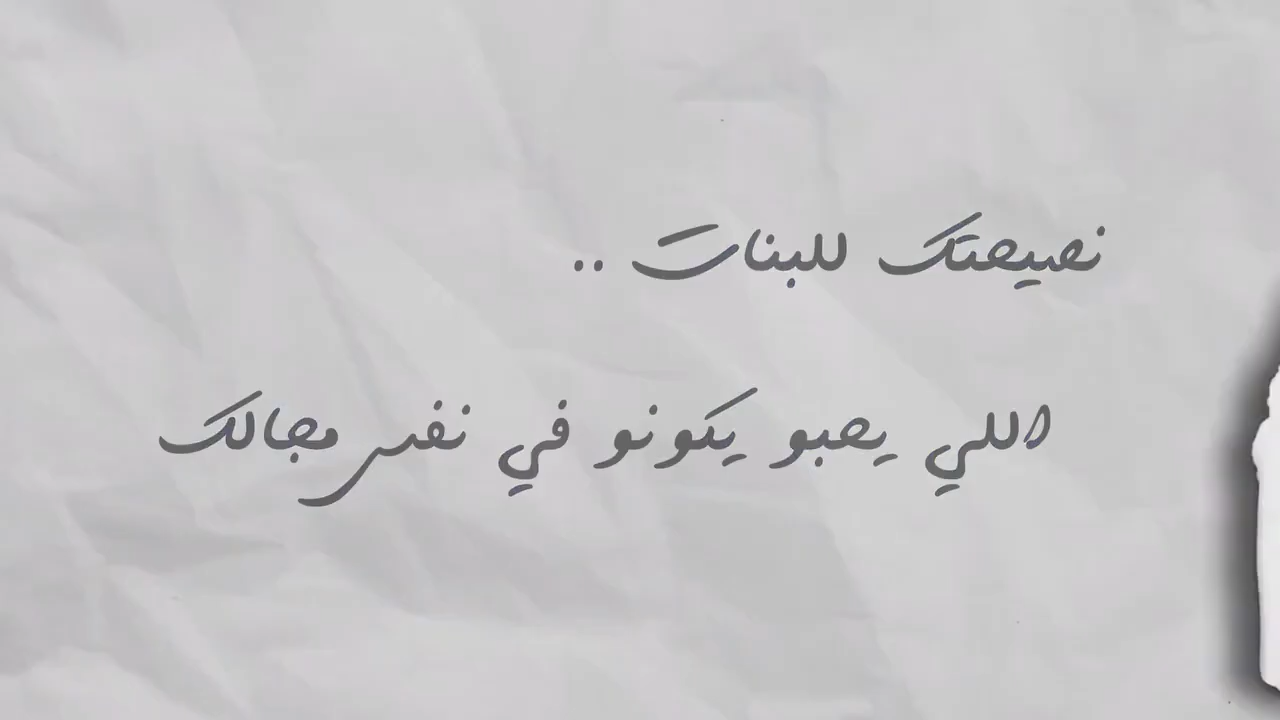 نصيحتك للبنات ..
اللي يحبو يكونو في نفس مجالك